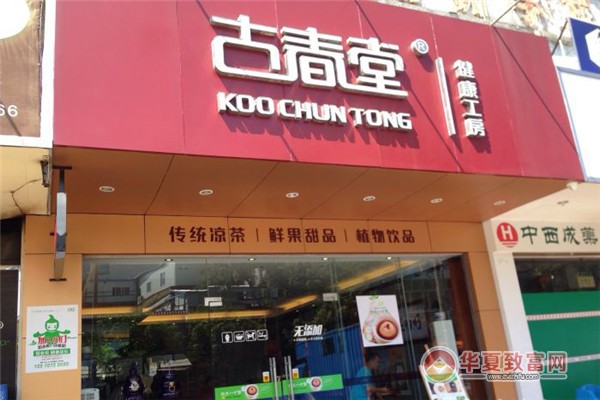 古春堂®
KOO CHUN TONG
健康工房
传统凉茶 | 鲜果甜品 | 植物饮品
无添加
H 中西成藥
66
华夏致富网